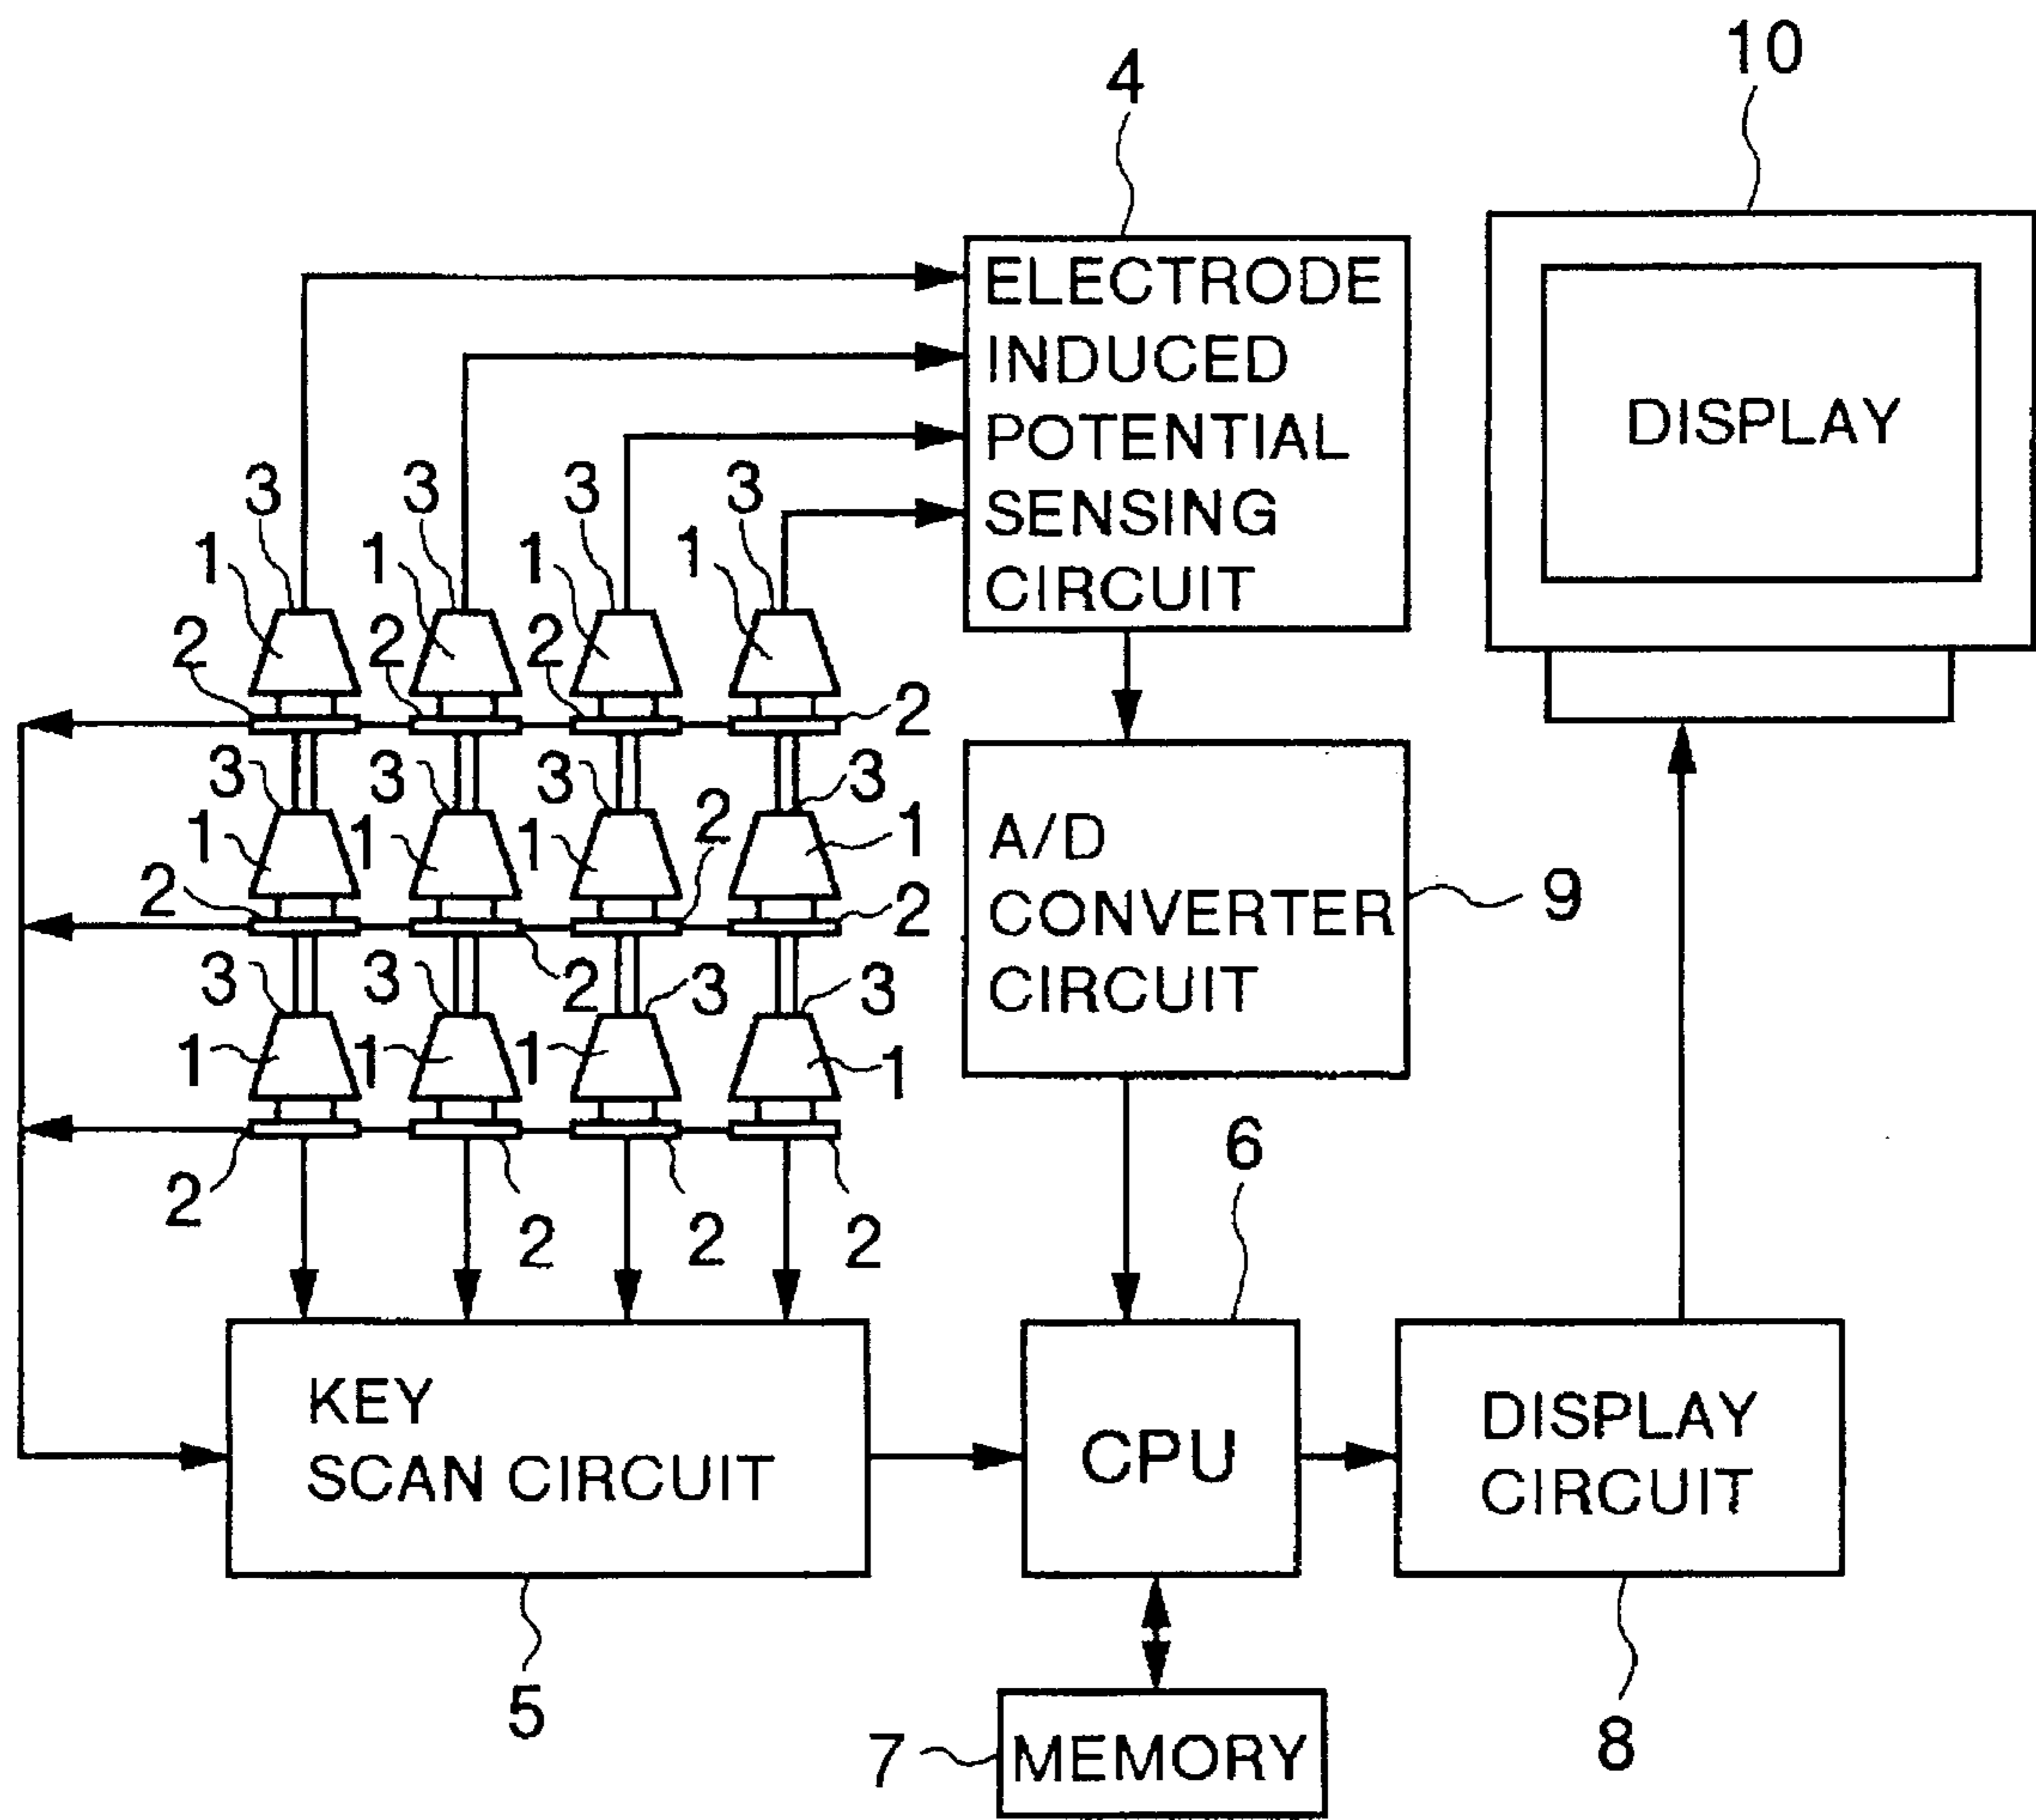 10
4
ELECTRODE
INDUCED
POTENTIAL
SENSING
CIRCUIT
DISPLAY
3 3 3 3
1 1 1 1
2 2 2
2
3 3 3 3
1 1 1 2 1
2 2
2
3 3 3 3
1 1 1 1
2
2 2 2
A/D
CONVERTER
CIRCUIT
9
6
KEY
SCAN CIRCUIT
CPU
DISPLAY
CIRCUIT
5
7
MEMORY
8